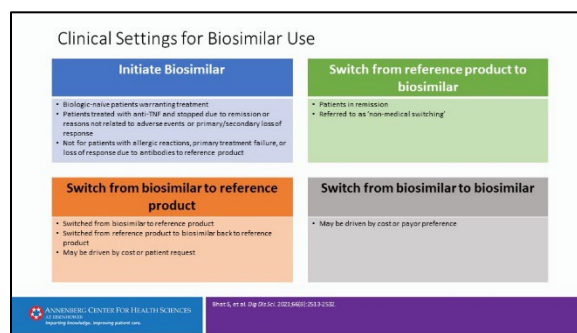 Clinical Settings for Biosimilar Use
Initiate Biosimilar
• Biologic-naive patients warranting treatment
• Patients treated with anti-TNF and stopped due to remission or
reasons not related to adverse events or primary/secondary loss of
response
• Not for patients with allergic reactions, primary treatment failure, or
loss of response due to antibodies to reference product
Switch from reference product to
biosimilar
• Patients in remission
• Referred to as 'non-medical switching'
Switch from biosimilar to reference
product
• Switched from biosimilar to reference product
• Switched from reference product to biosimilar back to reference
product
• May be driven by cost or patient request
Switch from biosimilar to biosimilar
• May be driven by cost or payor preference
ANNENBERG CENTER FOR HEALTH SCIENCES
AT EISENHOWER
Imparting knowledge. Improving patient care.
Bhat S, et al. Dig Dis Sci. 2021;66(8):2513-2532